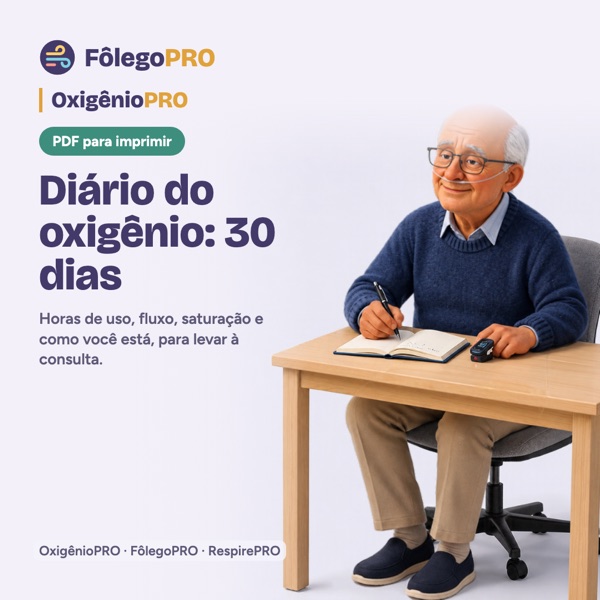 FôlegoPRO
OxigênioPRO
PDF para imprimir
Diário do
oxigênio: 30
dias
Horas de uso, fluxo, saturação e
como você está, para levar à
consulta.
OxigênioPRO · FôlegoPRO · RespirePRO